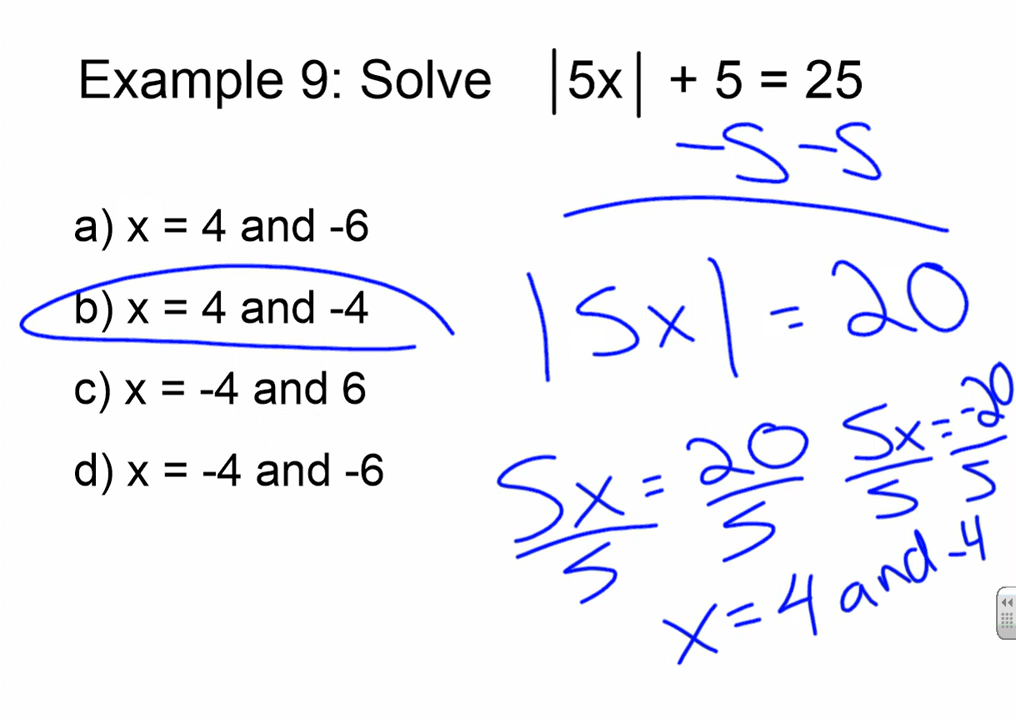 Example 9: Solve |5x| + 5 = 25
-5 -5
a) x = 4 and -6
b) x = 4 and -4
c) x = -4 and 6
d) x = -4 and -6
|5x| = 20
5x/5 = 20/5
5x/5 = -20/5
x = 4 and -4